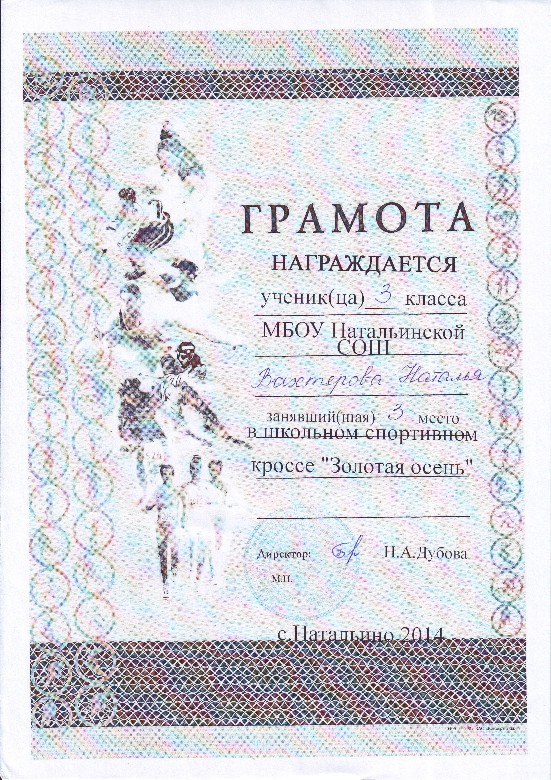 ГРАМОТА
НАГРАЖДАЕТСЯ
ученик(ца) 3 класса
МБОУ Натальинской
СОШ
Вахтерова Наталья
занявший(шая) 3 место
в школьном спортивном
кроссе "Золотая осень"
Директор: Н.А.Дубова
М.П.
с.Натальино 2014